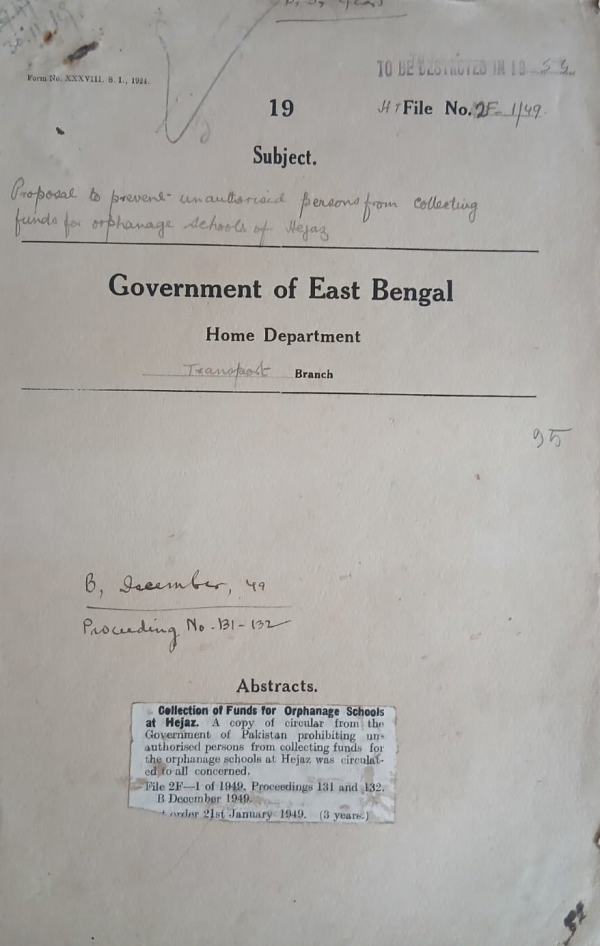 Form No. XXXVIII. B. I., 1924.
TO BE DESTROYED IN 19
19
File No. 2F-1/49
Subject.
Proposal to prevent unauthorised persons from collecting
funds for orphanage schools of Hejaz
Government of East Bengal
Home Department
Transport Branch
95
B, December, 49
Proceeding No-131-132
Abstracts.
Collection of Funds for Orphanage Schools
at Hejaz. A copy of circular from the
Government of Pakistan prohibiting un-
authorised persons from collecting funds for
the orphanage schools at Hejaz was circulat-
ed to all concerned.
File 2F—1 of 1949. Proceedings 131 and 132.
B December 1949.
order 21st January 1949. (3 years.)